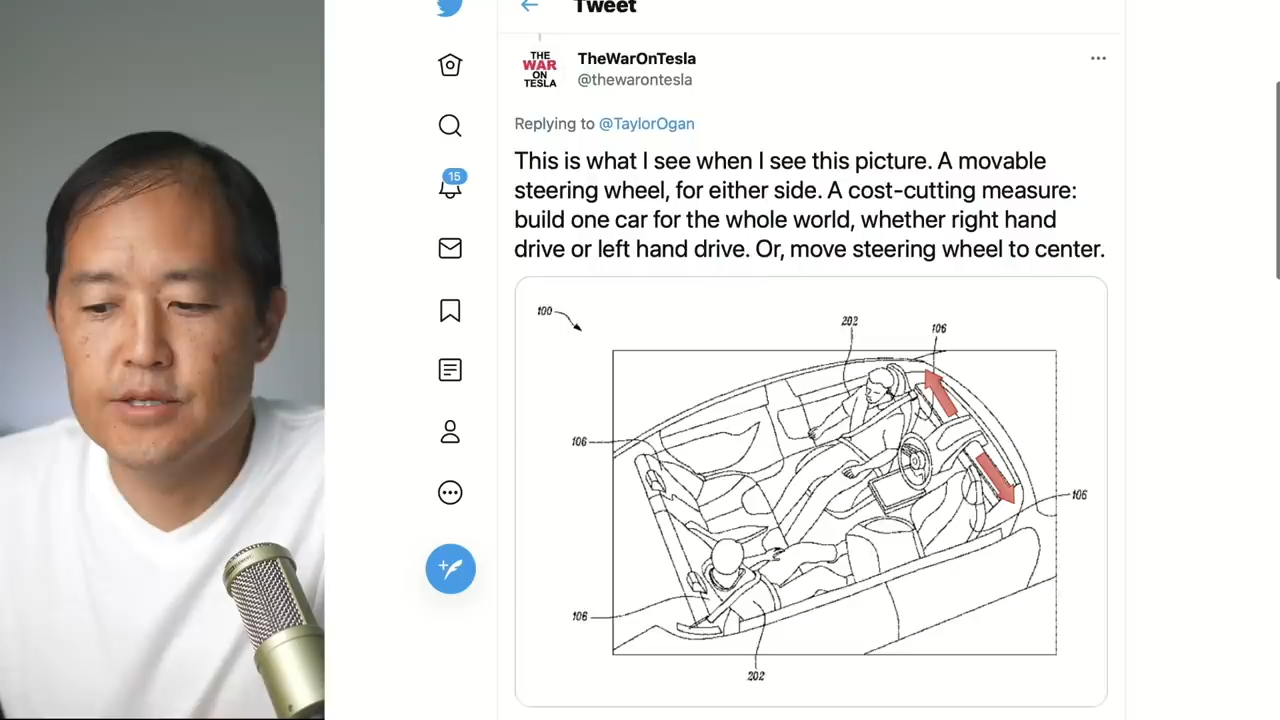 Tweet
THE
WAR
ON
TESLA
TheWarOnTesla
@thewarontesla
15
Replying to @TaylorOgan
This is what I see when I see this picture. A movable
steering wheel, for either side. A cost-cutting measure:
build one car for the whole world, whether right hand
drive or left hand drive. Or, move steering wheel to center.
100
202
106
106
106
106
202